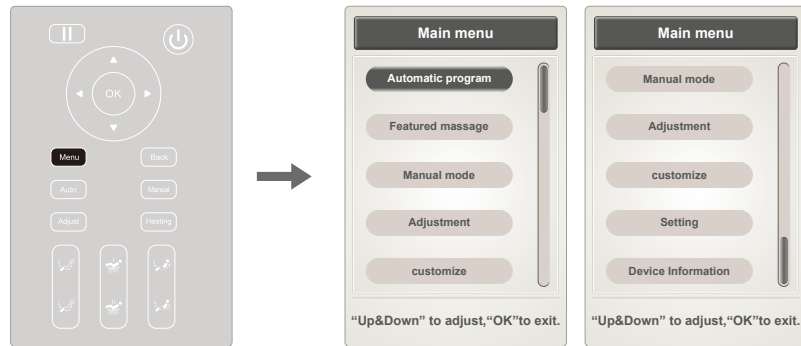 OK
Menu
Back
Auto
Manual
Adjust
Heating
Main menu
Automatic program
Featured massage
Manual mode
Adjustment
customize
“Up&Down” to adjust,“OK”to exit.
Main menu
Manual mode
Adjustment
customize
Setting
Device Information
“Up&Down” to adjust,“OK”to exit.